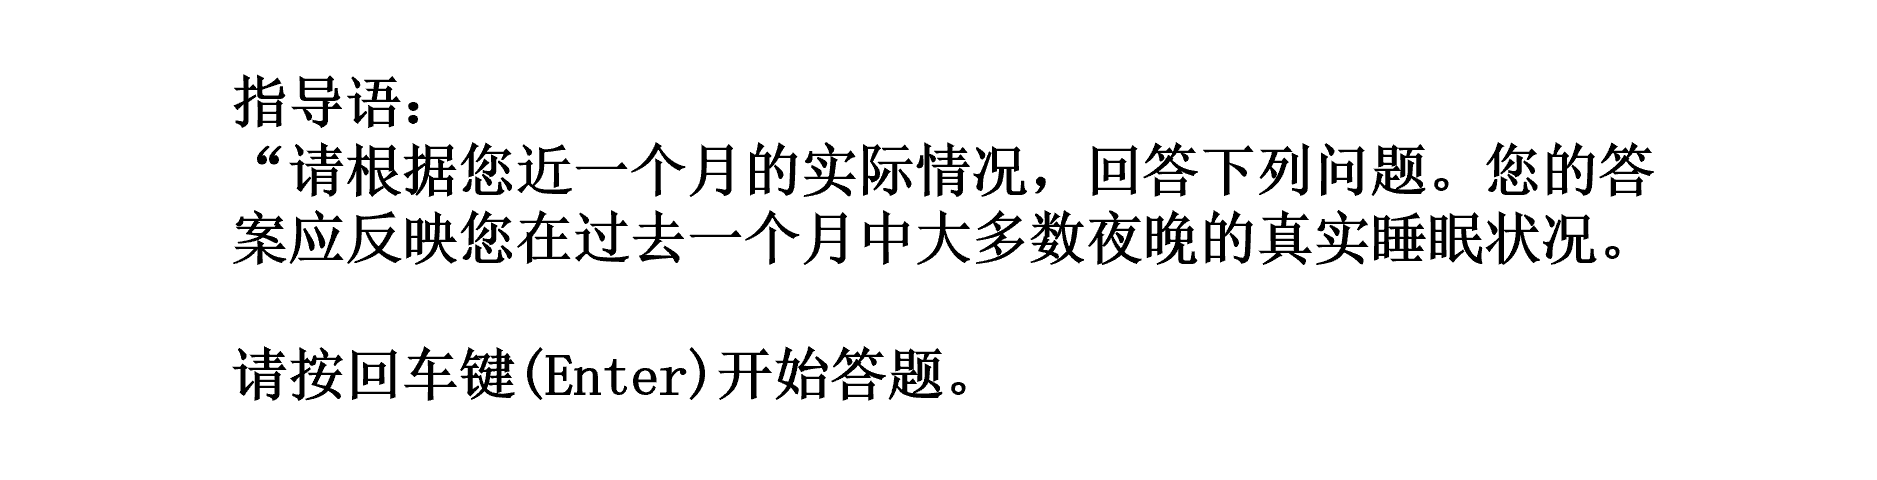 指导语：
“请根据您近一个月的实际情况，回答下列问题。您的答
案应反映您在过去一个月中大多数夜晚的真实睡眠状况。
请按回车键(Enter)开始答题。